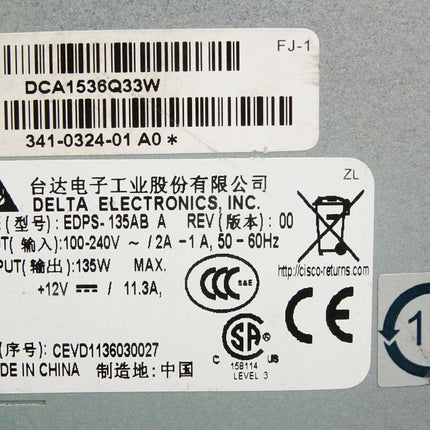 FJ-1
DCA1536Q33W
341-0324-01 A0 *
ZL
台达电子工业股份有限公司
DELTA ELECTRONICS, INC.
(型号): EDPS-135AB A REV (版本): 00
(输入):100-240V ~ / 2A -1 A, 50 - 60Hz
(输出): 135W MAX.
+12V ⎓ / 11.3A,
http://cisco-returns.com
CCC S&E
CE
SA
C US
158114
LEVEL 3
1
(序号): CEVD1136030027
IN CHINA 制造地: 中国